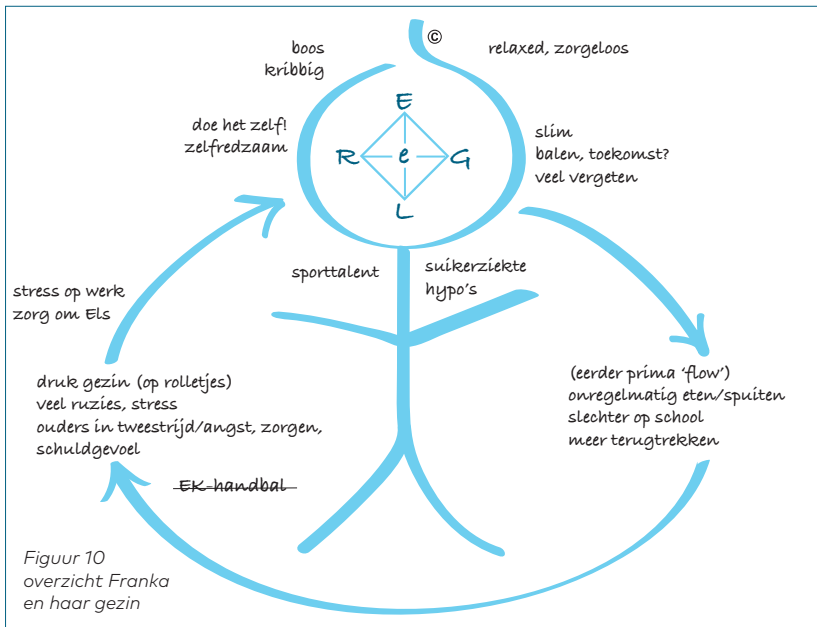 ©
boos
kribbig
relaxed, zorgeloos
doe het zelf!
zelfredzaam
E
R e G
L
slim
balen, toekomst?
veel vergeten
sporttalent
suikerziekte
hypo's
stress op werk
zorg om Els
druk gezin (op rolletjes)
veel ruzies, stress
ouders in tweestrijd/angst, zorgen,
schuldgevoel
EK-handbal
(eerder prima 'flow')
onregelmatig eten/spuiten
slechter op school
meer terugtrekken
Figuur 10
overzicht Franka
en haar gezin